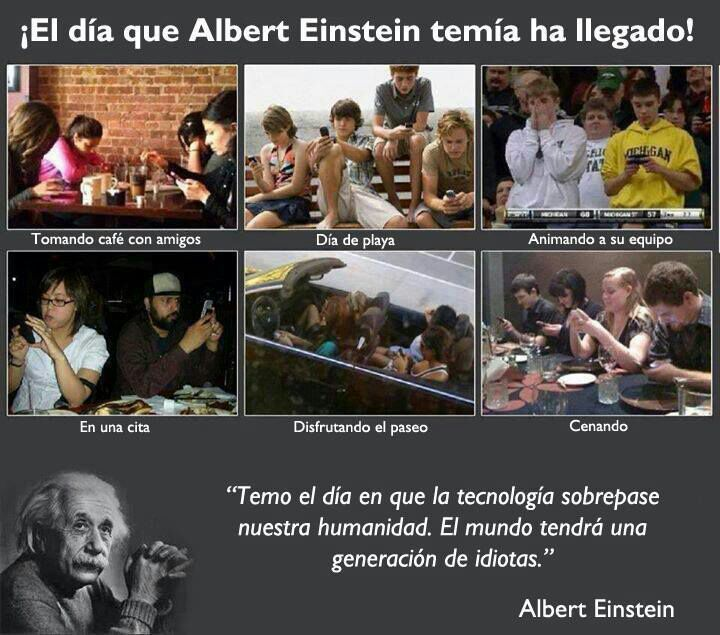 ¡El día que Albert Einstein temía ha llegado!
MICHIGAN
MICHIGAN 68 MICHIGAN ST 57
Tomando café con amigos
Día de playa
Animando a su equipo
En una cita
Disfrutando el paseo
Cenando
“Temo el día en que la tecnología sobrepase
nuestra humanidad. El mundo tendrá una
generación de idiotas.”
Albert Einstein